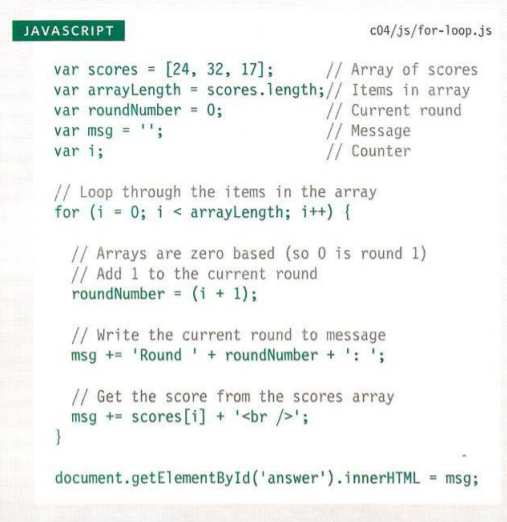 JAVASCRIPT c04/js/for-loop.js
var scores = [24, 32, 17]; // Array of scores
var arrayLength = scores.length;// Items in array
var roundNumber = 0; // Current round
var msg = ''; // Message
var i; // Counter
// Loop through the items in the array
for (i = 0; i < arrayLength; i++) {
// Arrays are zero based (so 0 is round 1)
// Add 1 to the current round
roundNumber = (i + 1);
// Write the current round to message
msg += 'Round ' + roundNumber + ': ';
// Get the score from the scores array
msg += scores[i] + '<br />';
}
document.getElementById('answer').innerHTML = msg;